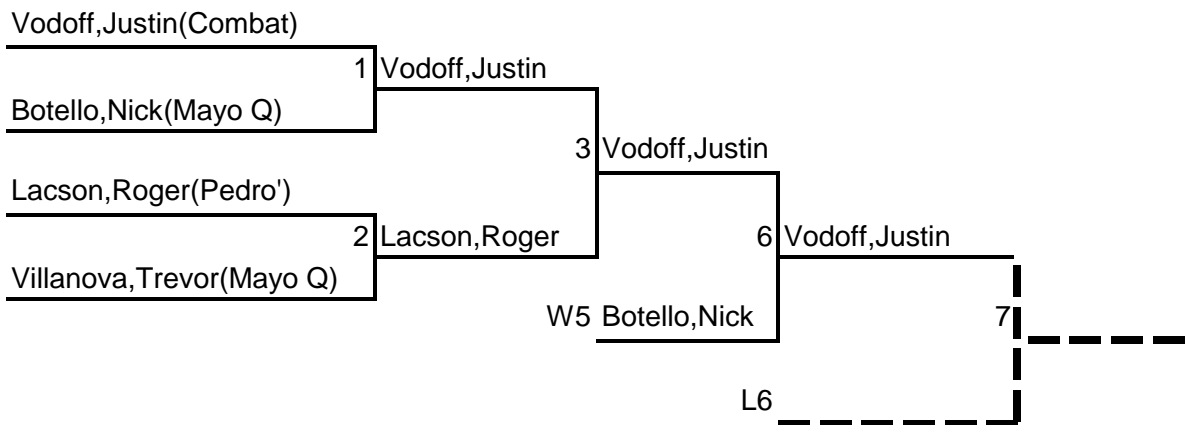 Vodoff,Justin(Combat)
1 Vodoff,Justin
Botello,Nick(Mayo Q)
3 Vodoff,Justin
Lacson,Roger(Pedro')
2 Lacson,Roger
6 Vodoff,Justin
Villanova,Trevor(Mayo Q)
W5 Botello,Nick
7
L6